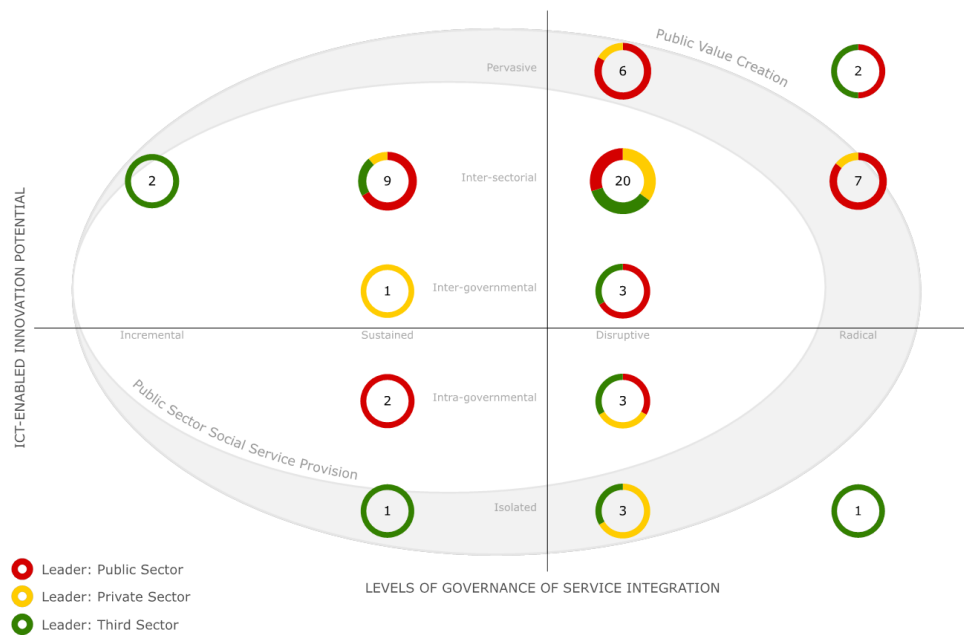 Public Value Creation
Pervasive
6
2
2
9
Inter-sectorial
20
7
1
Inter-governmental
3
Incremental
Sustained
Disruptive
Radical
2
Intra-governmental
3
Public Sector Social Service Provision
1
Isolated
3
1
ICT-ENABLED INNOVATION POTENTIAL
LEVELS OF GOVERNANCE OF SERVICE INTEGRATION
Leader: Public Sector
Leader: Private Sector
Leader: Third Sector